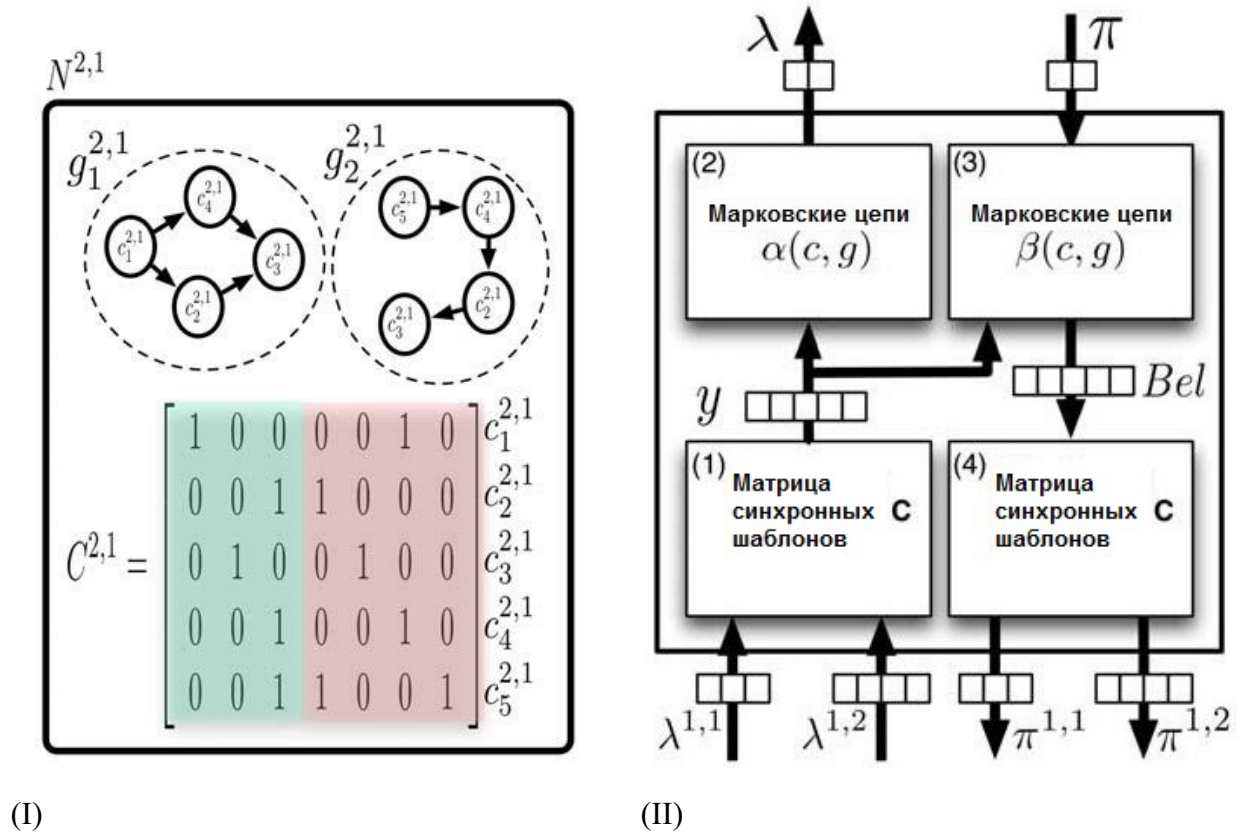 N^{2,1}
g_1^{2,1}
g_2^{2,1}
c_4^{2,1}
c_1^{2,1}
c_3^{2,1}
c_2^{2,1}
c_5^{2,1}
c_4^{2,1}
c_3^{2,1}
c_2^{2,1}
C^{2,1} =
1 0 0 0 0 1 0 c_1^{2,1}
0 0 1 1 0 0 0 c_2^{2,1}
0 1 0 0 1 0 0 c_3^{2,1}
0 0 1 0 0 1 0 c_4^{2,1}
0 0 1 1 0 0 1 c_5^{2,1}
(I)
λ
π
(2)
Марковские цепи
α(c, g)
(3)
Марковские цепи
β(c, g)
y
Bel
(1)
Матрица
синхронных С
шаблонов
(4)
Матрица
синхронных С
шаблонов
λ^{1,1}
λ^{1,2}
π^{1,1}
π^{1,2}
(II)